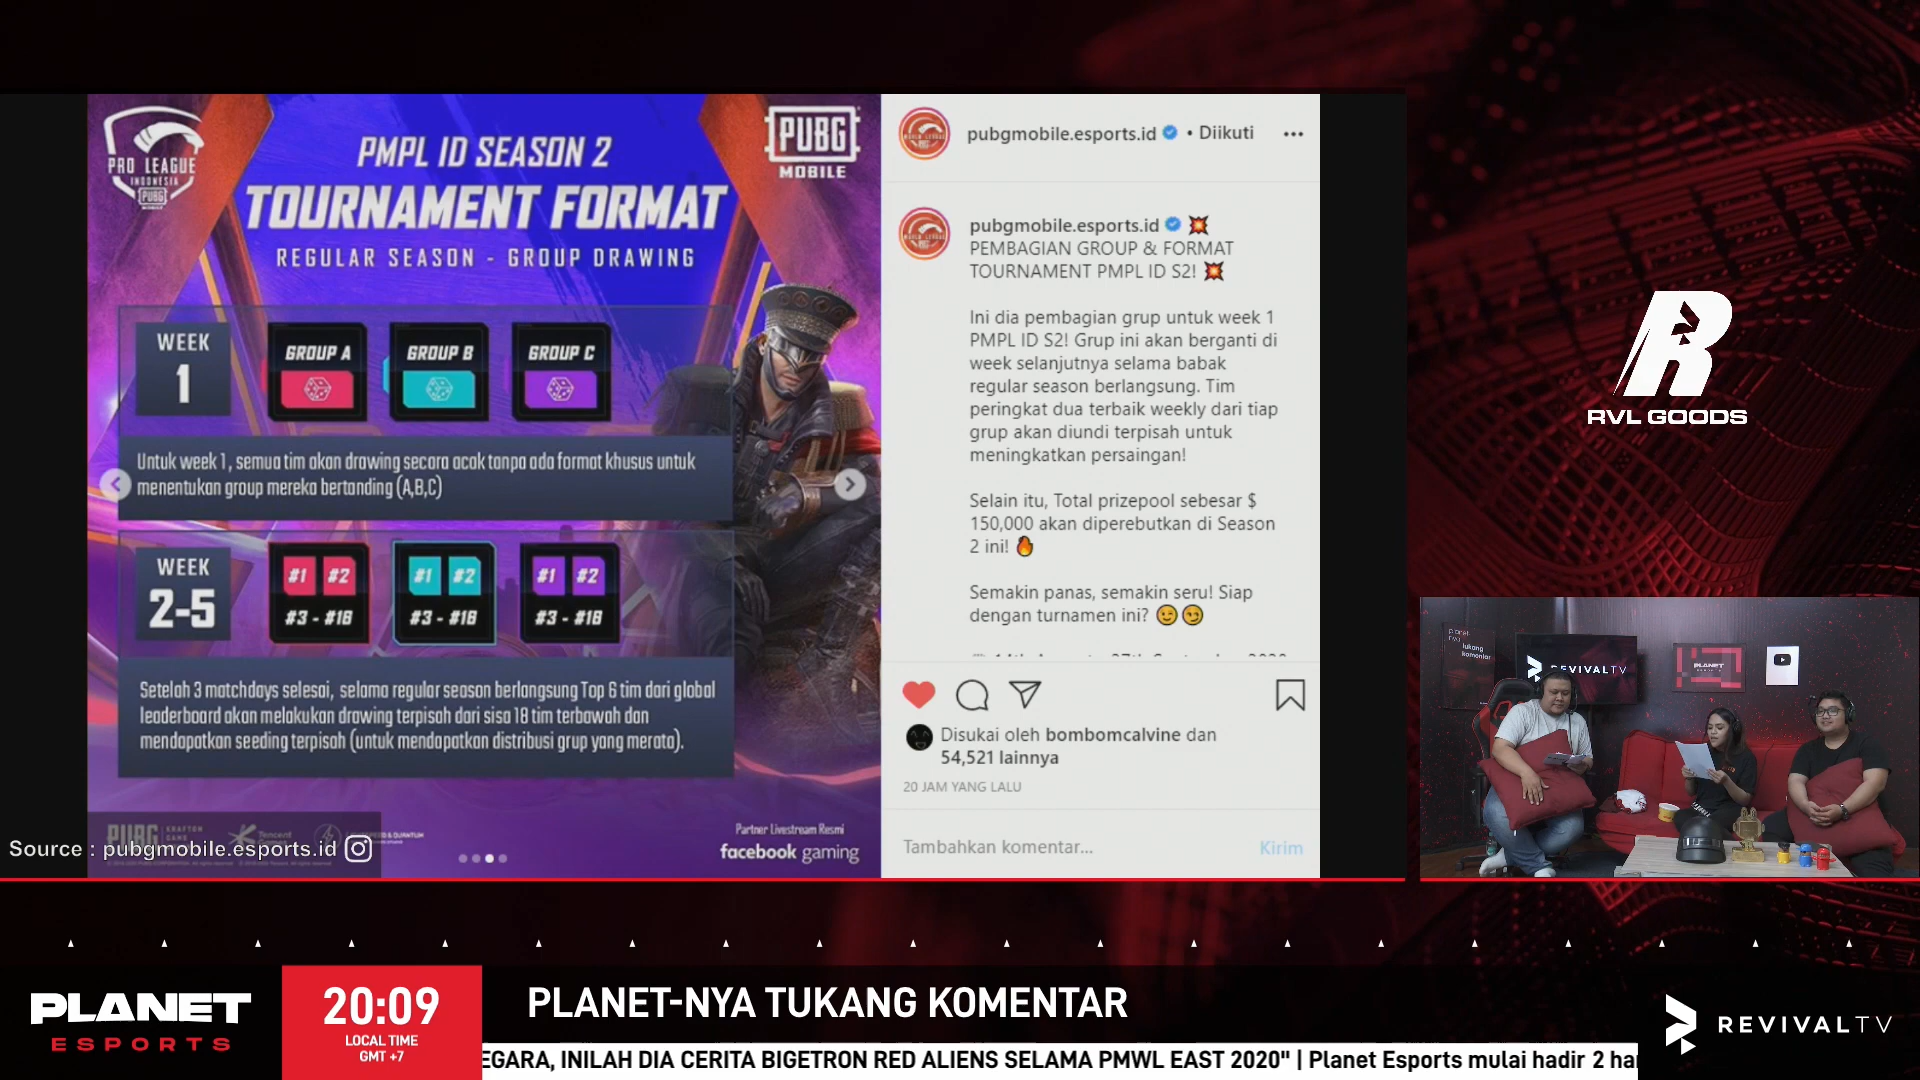 PRO LEAGUE
INDONESIA
PUBG
MOBILE
PMPL ID SEASON 2
TOURNAMENT FORMAT
REGULAR SEASON - GROUP DRAWING
PUBG
MOBILE
WEEK
1
GROUP A
GROUP B
GROUP C
Untuk week 1, semua tim akan drawing secara acak tanpa ada format khusus untuk
menentukan group mereka bertanding (A,B,C)
WEEK
2-5
#1 #2
#3 - #18
#1 #2
#3 - #18
#1 #2
#3 - #18
Setelah 3 matchdays selesai, selama regular season berlangsung Top 6 tim dari global
leaderboard akan melakukan drawing terpisah dari sisa 18 tim terbawah dan
mendapatkan seeding terpisah (untuk mendapatkan distribusi grup yang merata).
PUBG
Tencent
Source : pubgmobile.esports.id
Partner Livestream Resmi
facebook gaming
pubgmobile.esports.id • Diikuti
pubgmobile.esports.id
PEMBAGIAN GROUP & FORMAT
TOURNAMENT PMPL ID S2!
Ini dia pembagian grup untuk week 1
PMPL ID S2! Grup ini akan berganti di
week selanjutnya selama babak
regular season berlangsung. Tim
peringkat dua terbaik weekly dari tiap
grup akan diundi terpisah untuk
meningkatkan persaingan!
Selain itu, Total prizepool sebesar $
150,000 akan diperebutkan di Season
2 ini!
Semakin panas, semakin seru! Siap
dengan turnamen ini?
Disukai oleh bombomcalvine dan
54,521 lainnya
20 JAM YANG LALU
Tambahkan komentar...
Kirim
RVL GOODS
planet
nya
tukang
komentar
REVIVALTV
PLANET
PLANET
ESPORTS
20:09
LOCAL TIME
GMT +7
PLANET-NYA TUKANG KOMENTAR
REVIVALTV
EGARA, INILAH DIA CERITA BIGETRON RED ALIENS SELAMA PMWL EAST 2020" | Planet Esports mulai hadir 2 har